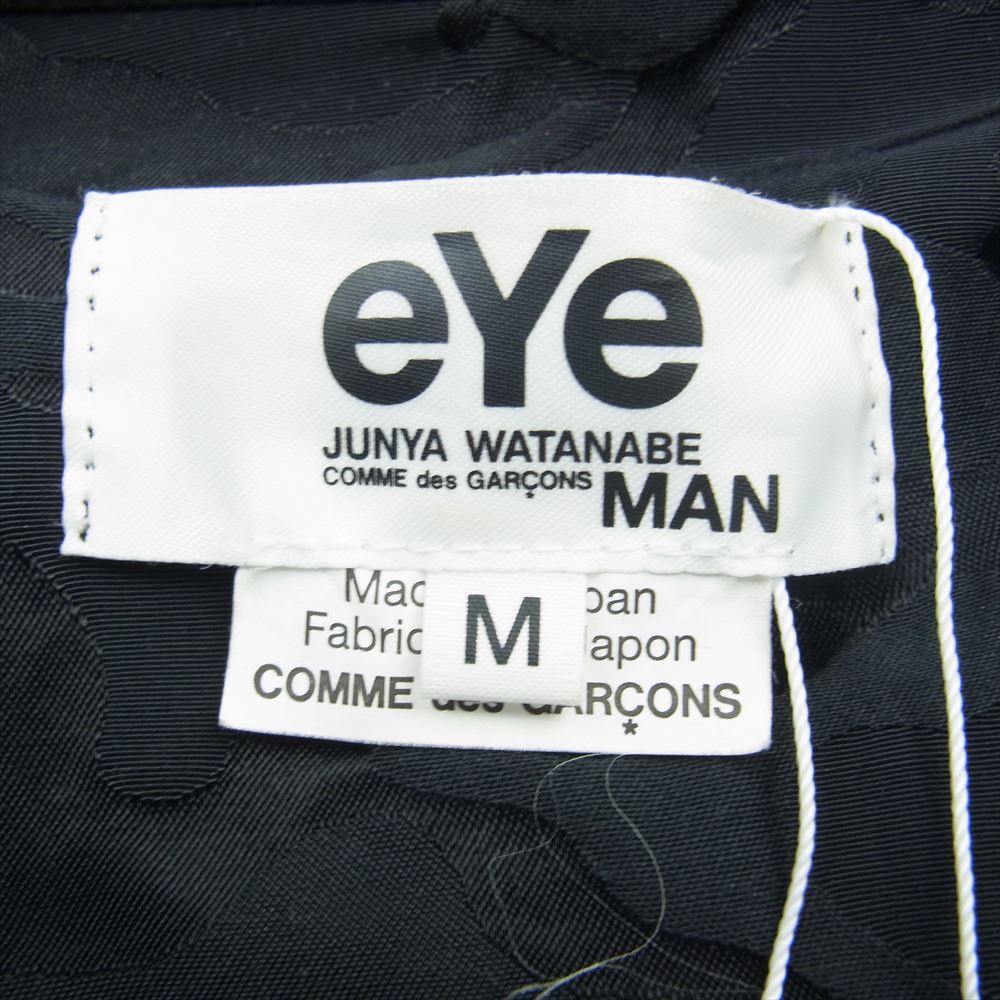 eYe
JUNYA WATANABE
COMME des GARÇONS MAN
M
COMME des GARÇONS
*